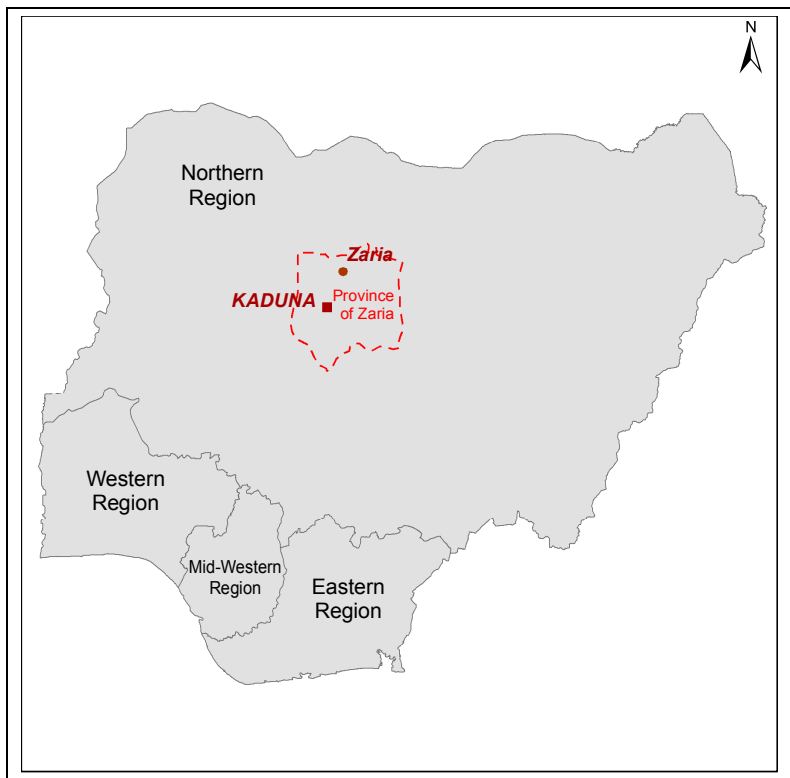 N
Northern
Region
Zaria
KADUNA
Province
of Zaria
Western
Region
Mid-Western
Region
Eastern
Region